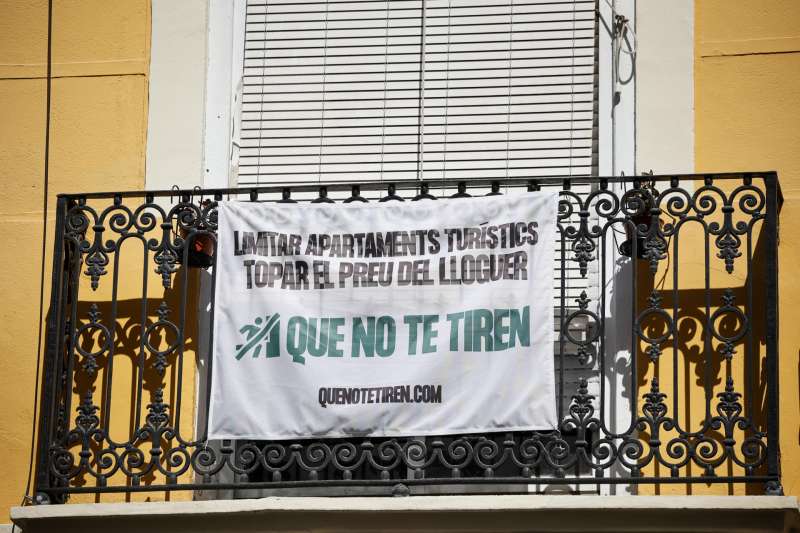 LIMITAR APARTAMENTS TURÍSTICS
TOPAR EL PREU DEL LLOGUER
QUE NO TE TIREN
QUENOTETIREN.COM